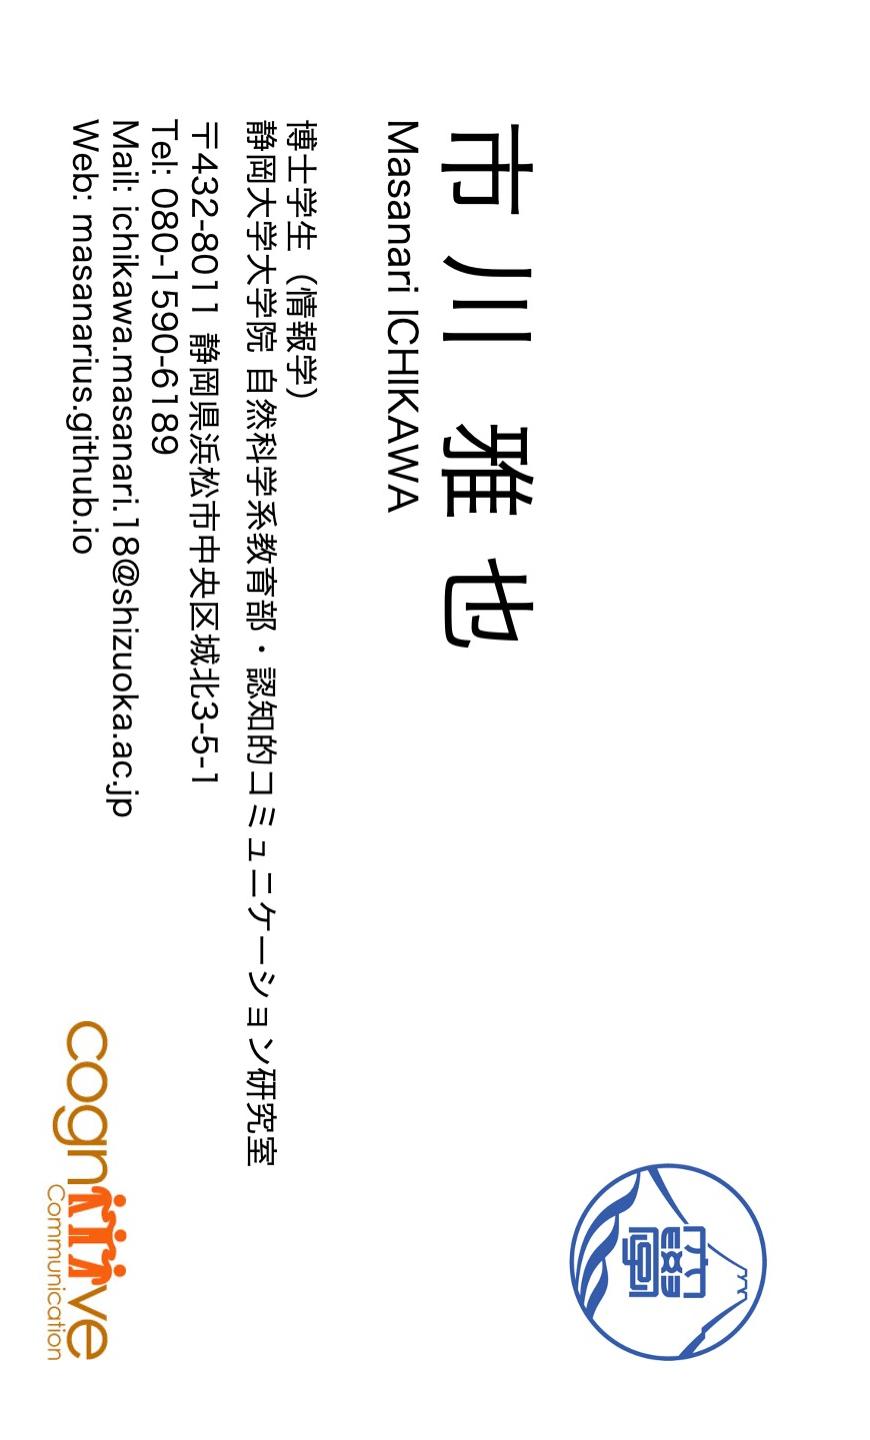 市川 雅也
Masanari ICHIKAWA
博士学生（情報学）
静岡大学大学院 自然科学系教育部・認知的コミュニケーション研究室
〒432-8011 静岡県浜松市中央区城北3-5-1
Tel: 080-1590-6189
Mail: ichikawa.masanari.18@shizuoka.ac.jp
Web: masanarius.github.io
cognitive
Communication
大學